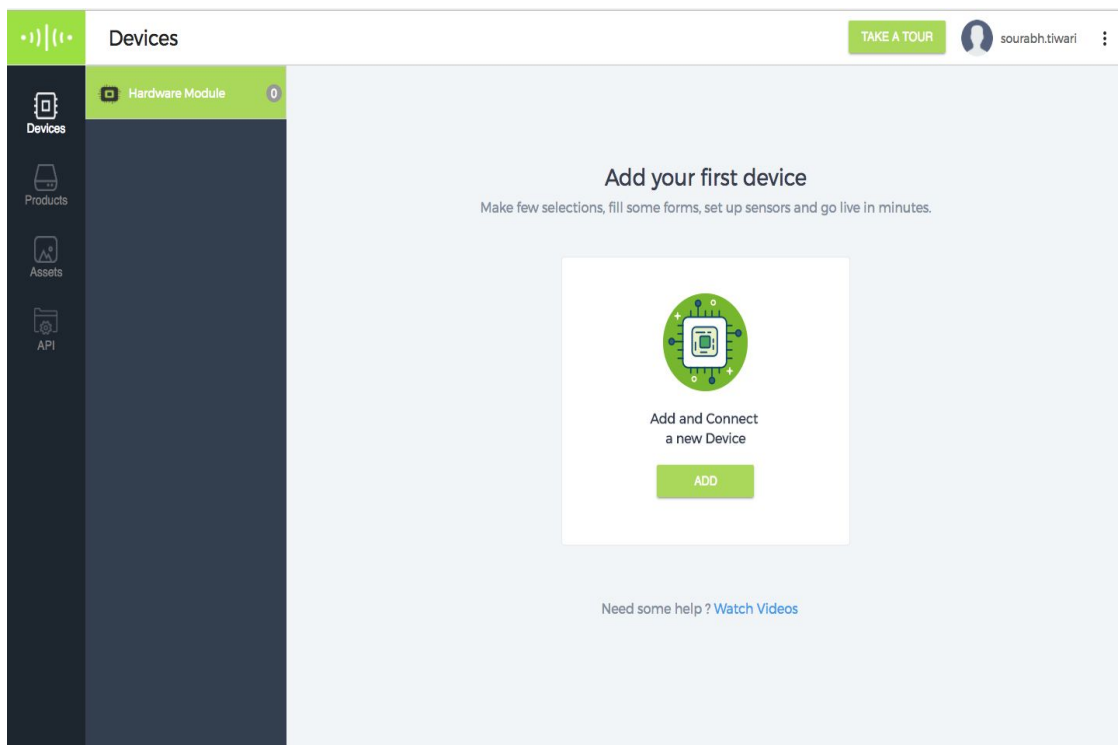 Devices
TAKE A TOUR
sourabh.tiwari
Devices
Hardware Module
0
Products
Assets
API
Add your first device
Make few selections, fill some forms, set up sensors and go live in minutes.
Add and Connect
a new Device
ADD
Need some help ? Watch Videos